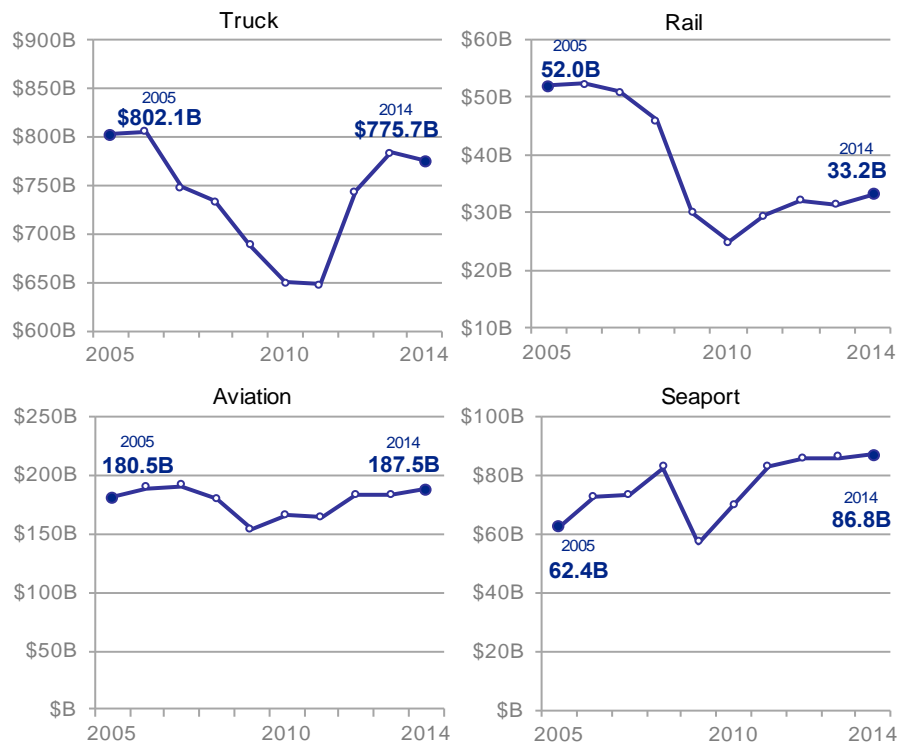 Truck
$900B
$850B
$800B
$750B
$700B
$650B
$600B
2005
$802.1B
2014
$775.7B
2005
2010
2014
Rail
$60B
$50B
$40B
$30B
$20B
$10B
2005
52.0B
2014
33.2B
2005
2010
2014
Aviation
$250B
$200B
$150B
$100B
$50B
$B
2005
180.5B
2014
187.5B
2005
2010
2014
Seaport
$100B
$80B
$60B
$40B
$20B
$B
2005
62.4B
2014
86.8B
2005
2010
2014